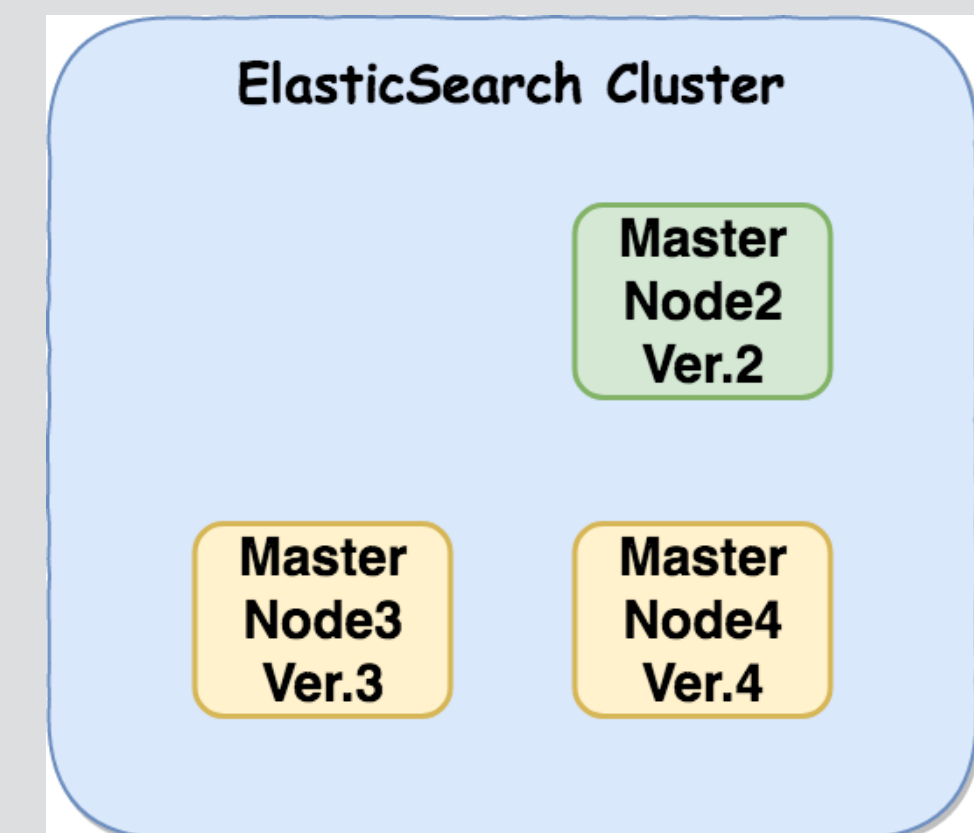 ElasticSearch Cluster
Master
Node2
Ver.2
Master
Node3
Ver.3
Master
Node4
Ver.4